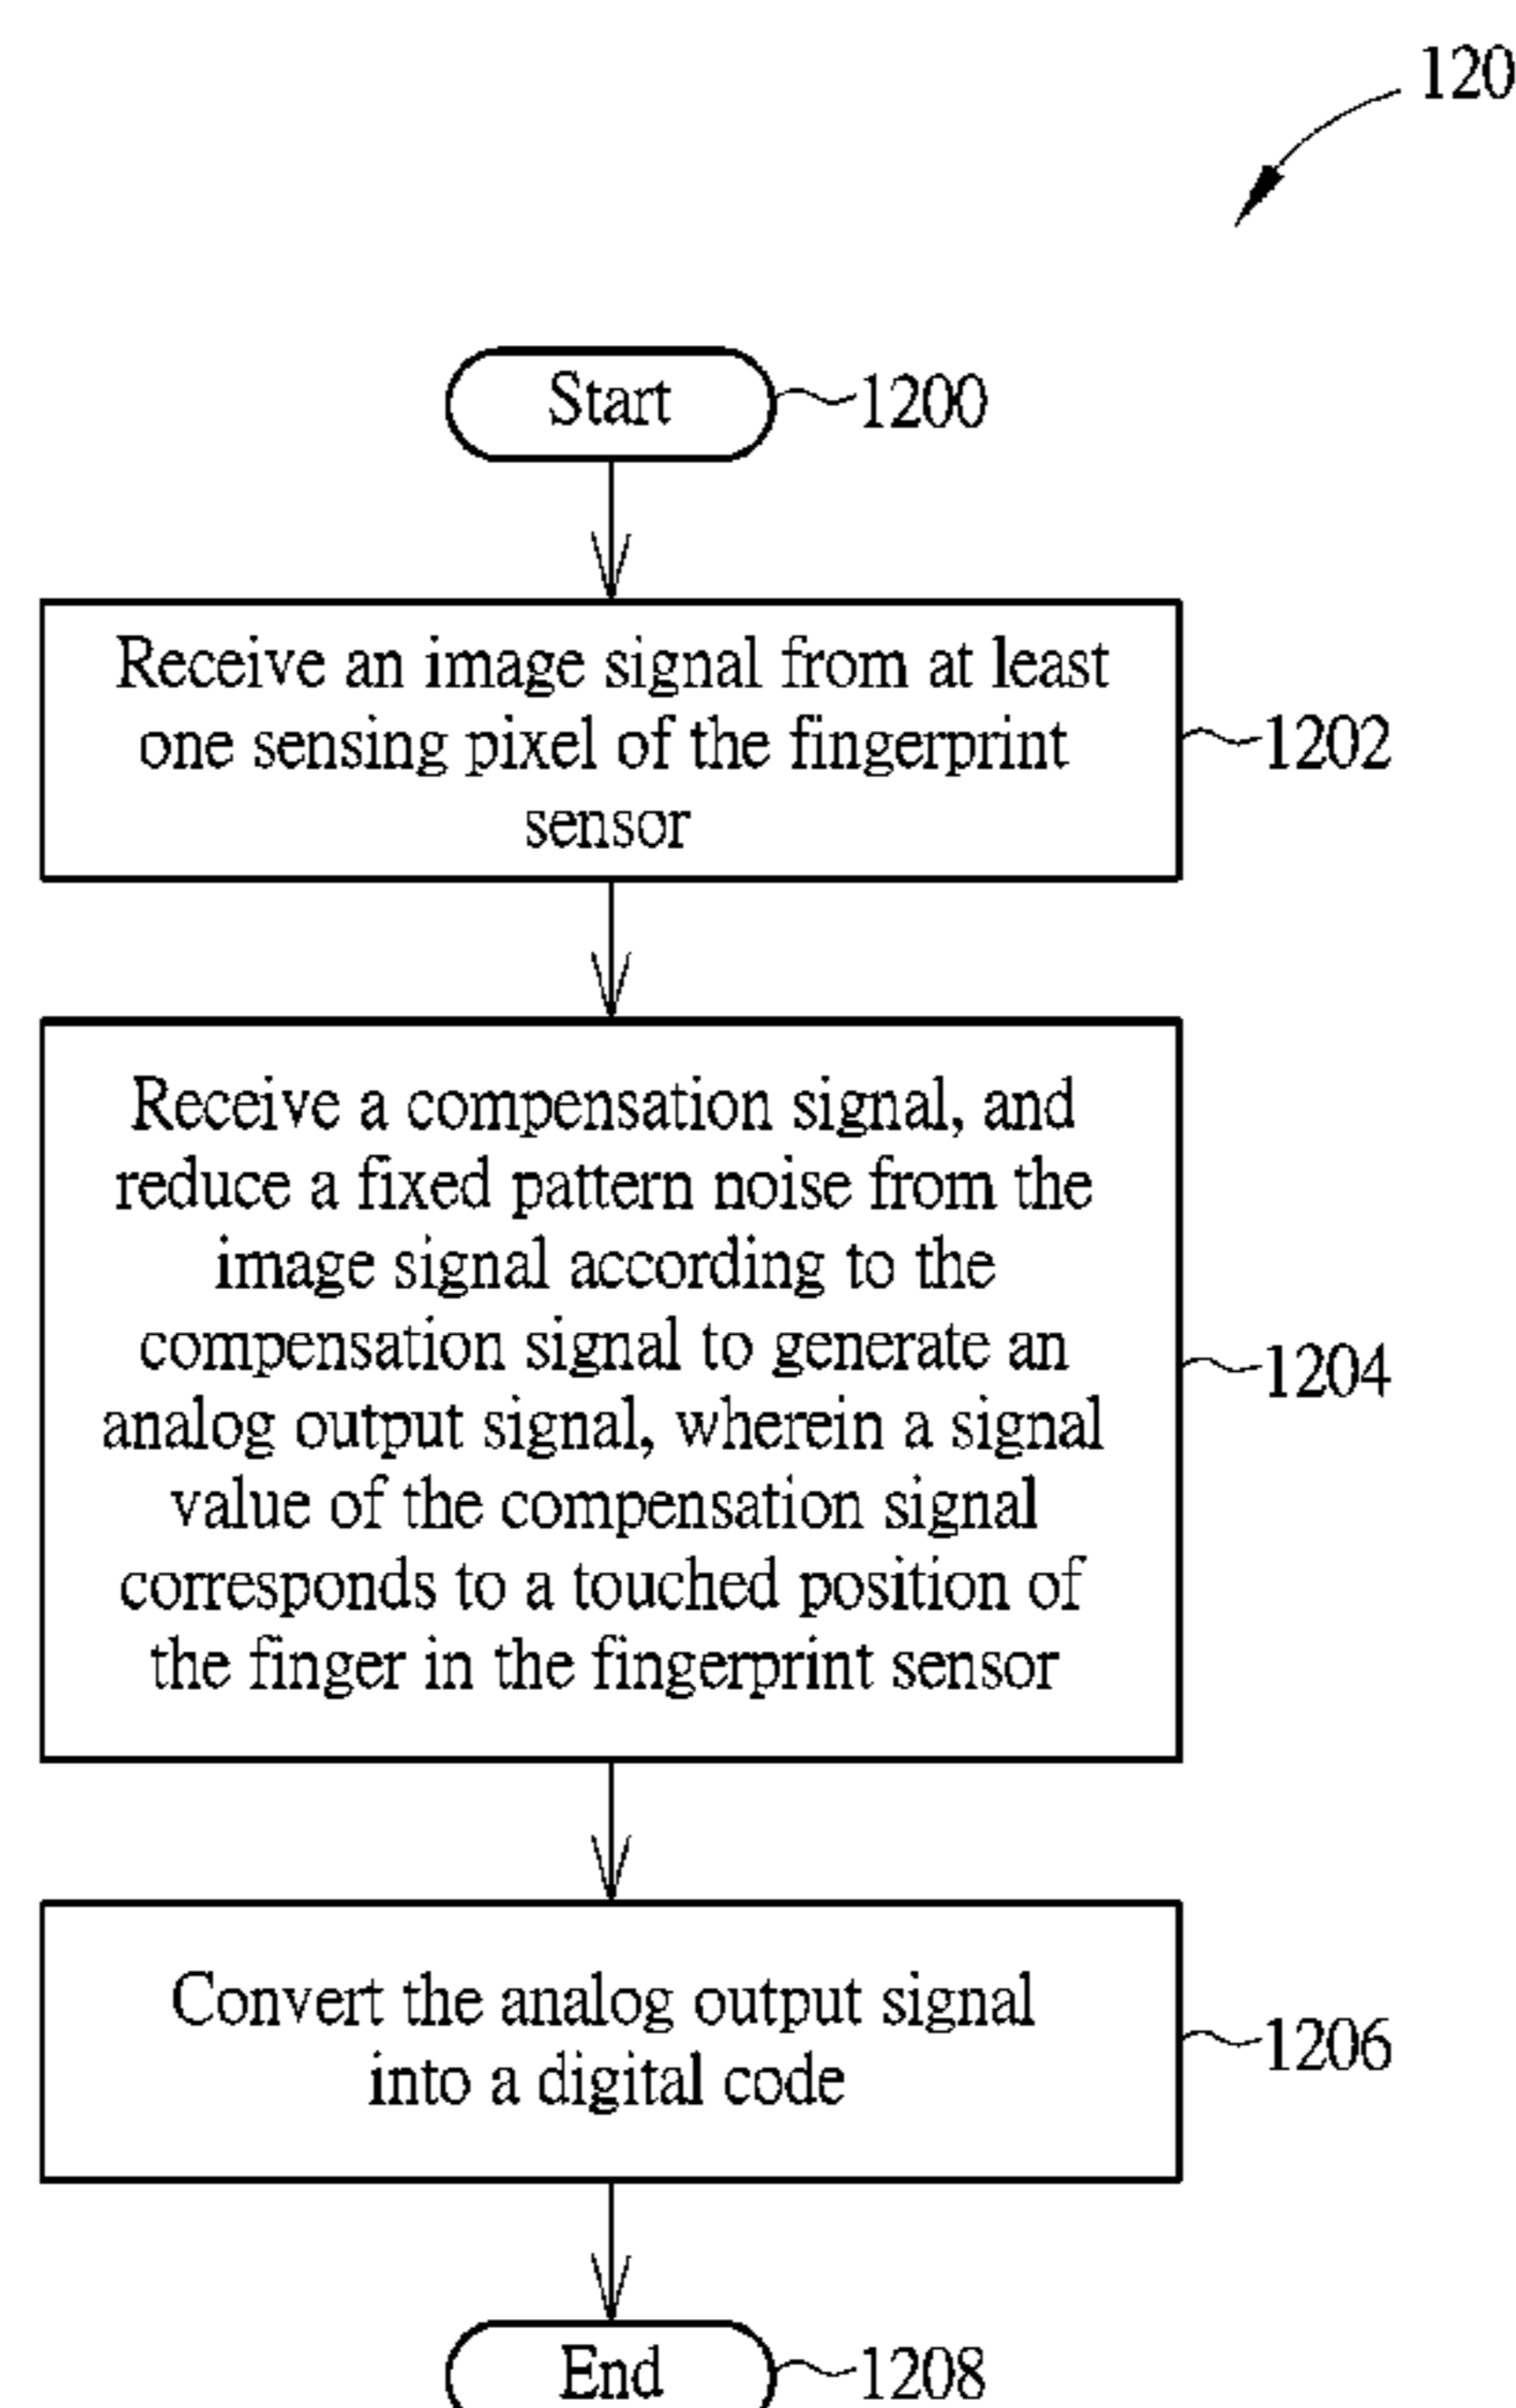 120
Start
1200
Receive an image signal from at least
one sensing pixel of the fingerprint
sensor
1202
Receive a compensation signal, and
reduce a fixed pattern noise from the
image signal according to the
compensation signal to generate an
analog output signal, wherein a signal
value of the compensation signal
corresponds to a touched position of
the finger in the fingerprint sensor
1204
Convert the analog output signal
into a digital code
1206
End
1208